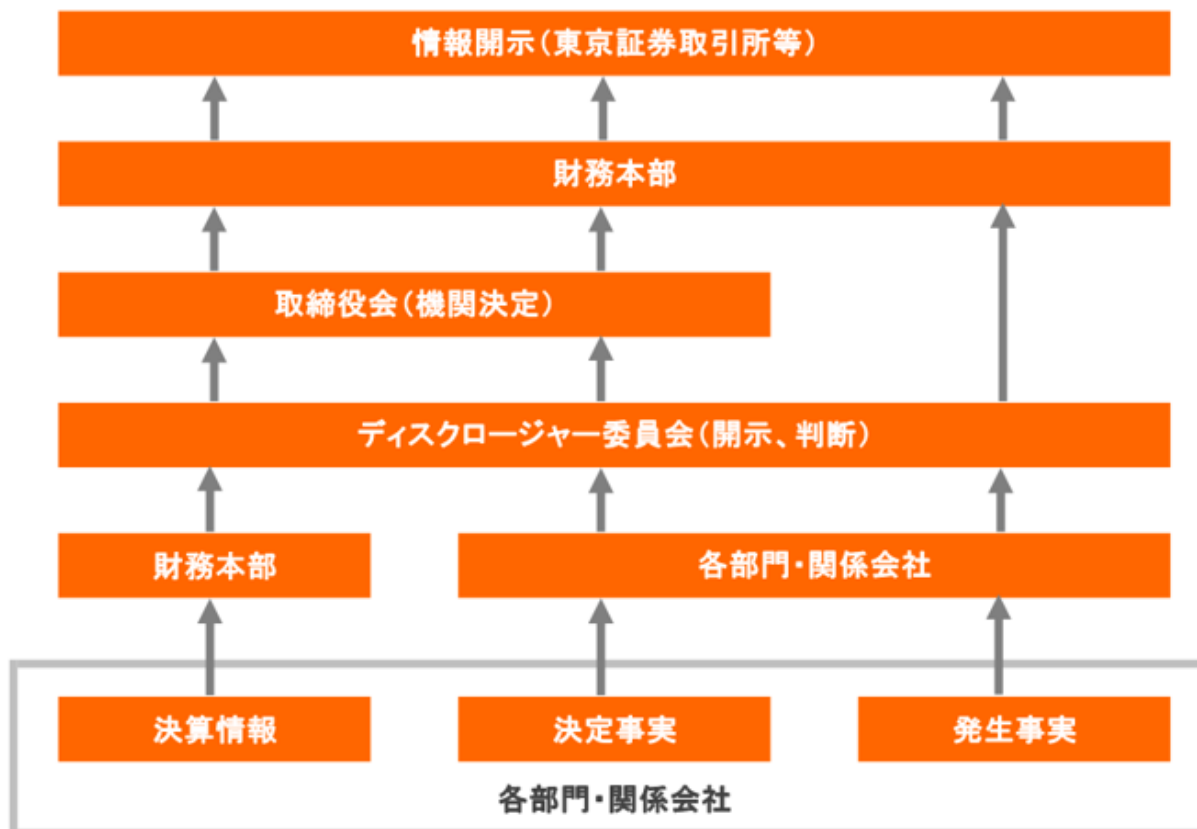 情報開示(東京証券取引所等)
財務本部
取締役会(機関決定)
ディスクロージャー委員会(開示、判断)
財務本部
各部門・関係会社
決算情報
決定事実
発生事実
各部門・関係会社